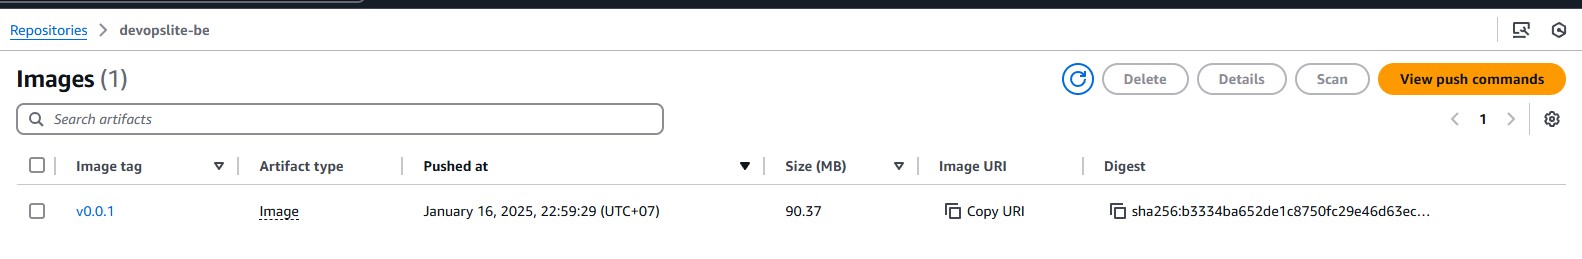 Repositories > devopslite-be
Images (1)
Delete Details Scan View push commands
Search artifacts
1
Image tag Artifact type Pushed at Size (MB) Image URI Digest
v0.0.1 Image January 16, 2025, 22:59:29 (UTC+07) 90.37 Copy URI sha256:b3334ba652de1c8750fc29e46d63ec...